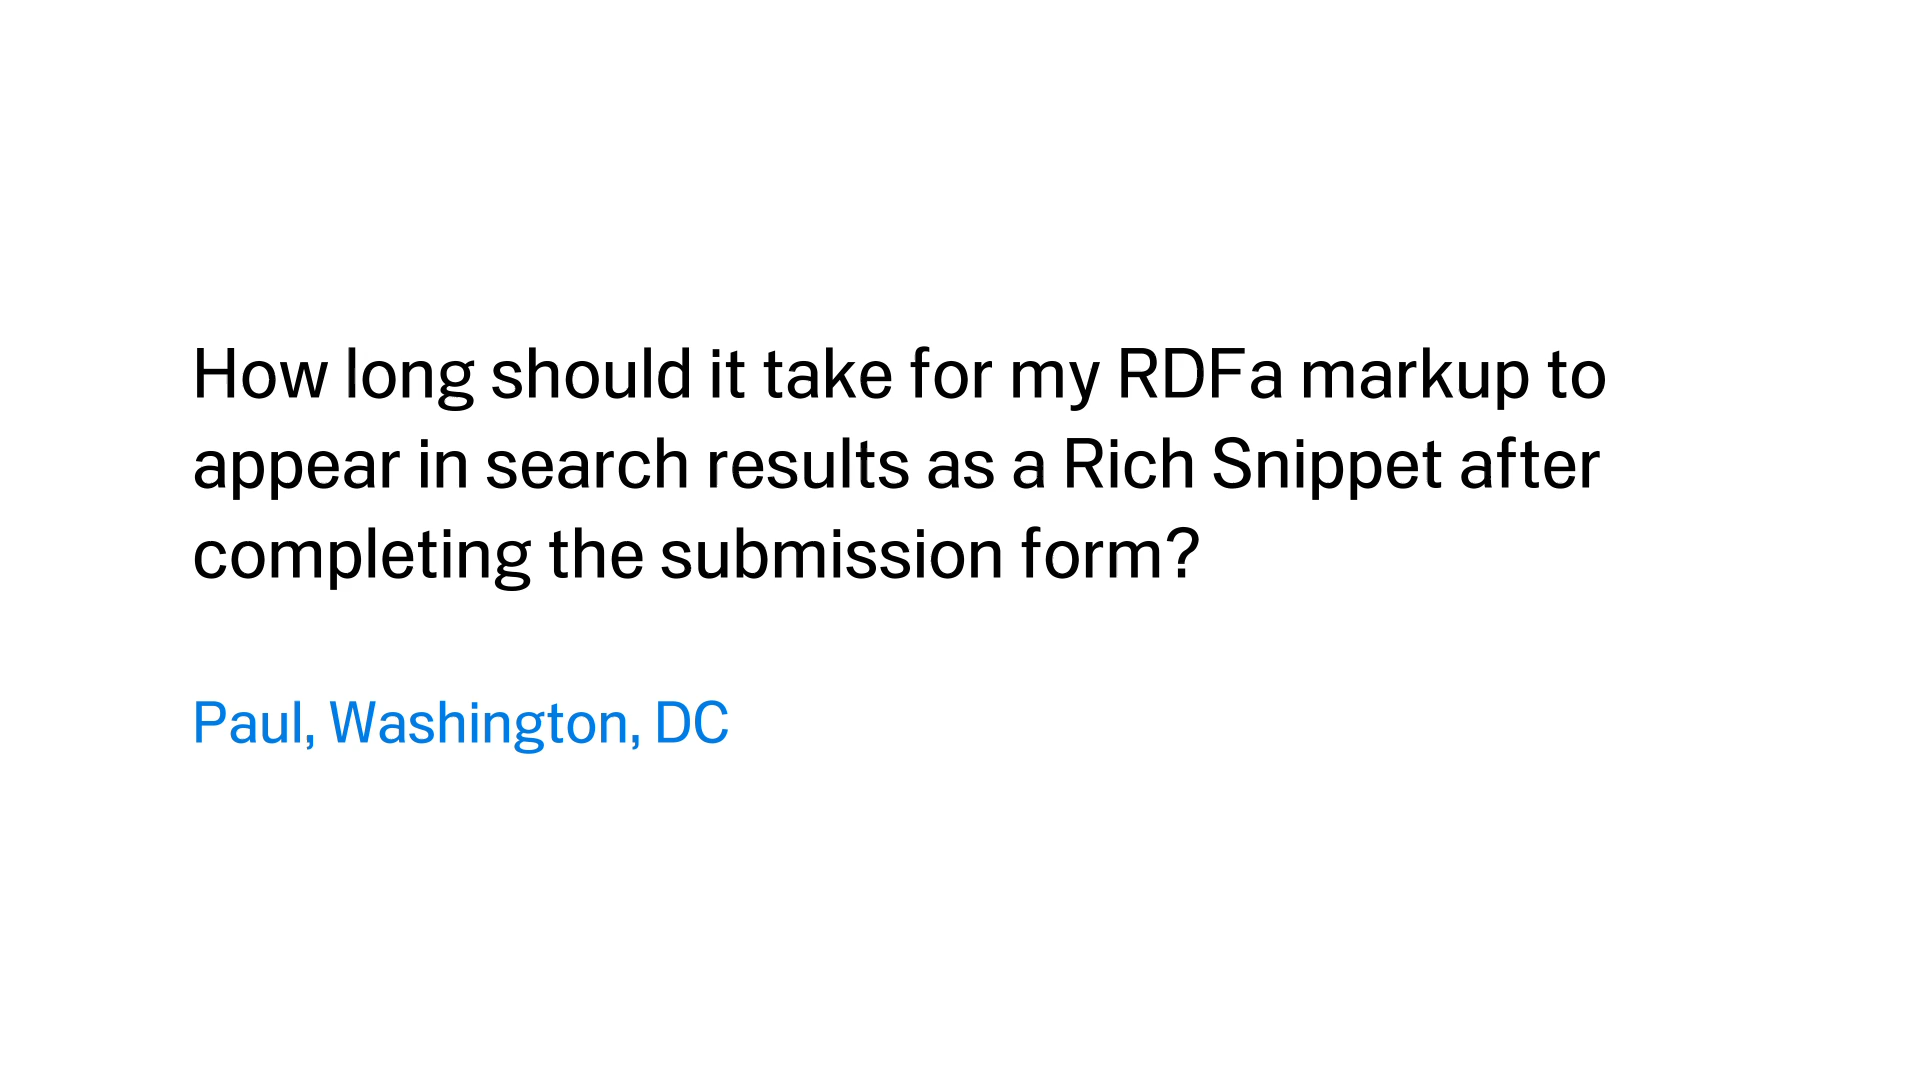 How long should it take for my RDFa markup to
appear in search results as a Rich Snippet after
completing the submission form?
Paul, Washington, DC